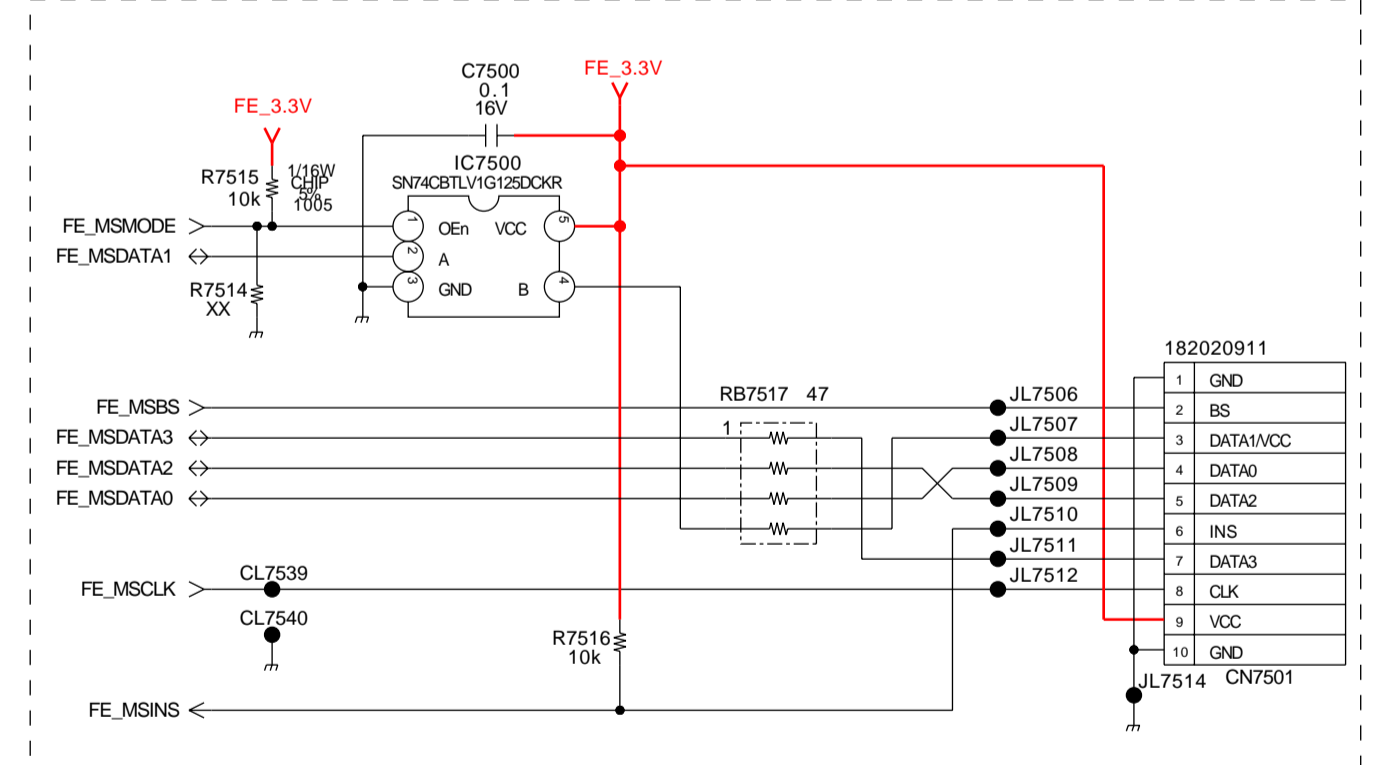 C7500
0.1
16V
FE_3.3V
FE_3.3V
R7515
10k
1/16W
CHIP
5%
1005
IC7500
SN74CBTLV1G125DCKR
FE_MSMODE
1
OEn
VCC
5
FE_MSDATA1
2
A
3
GND
B
4
R7514
XX
182020911
1 GND
RB7517 47
JL7506
FE_MSBS
2 BS
1
JL7507
FE_MSDATA3
3 DATA1/VCC
JL7508
FE_MSDATA2
4 DATA0
JL7509
FE_MSDATA0
5 DATA2
JL7510
6 INS
JL7511
7 DATA3
CL7539
JL7512
FE_MSCLK
8 CLK
CL7540
9 VCC
R7516
10k
10 GND
JL7514
CN7501
FE_MSINS